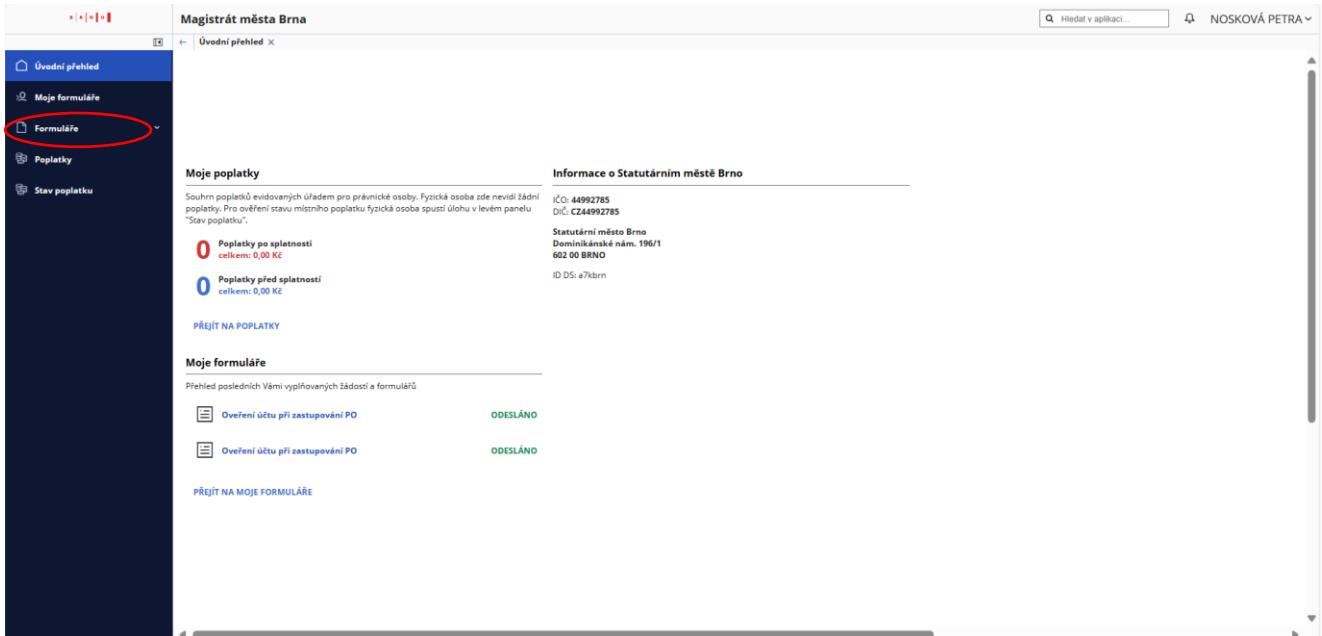 Magistrát města Brna
Hledat v aplikaci...
NOSKOVÁ PETRA
Úvodní přehled
Úvodní přehled
Moje formuláře
Formuláře
Poplatky
Stav poplatku
Moje poplatky
Souhrn poplatků evidovaných úřadem pro právnické osoby. Fyzická osoba zde nevidí žádní
poplatky. Pro ověření stavu místního poplatku fyzická osoba spustí úlohu v levém panelu
"Stav poplatku".
0
Poplatky po splatnosti
celkem: 0,00 Kč
0
Poplatky před splatností
celkem: 0,00 Kč
PŘEJÍT NA POPLATKY
Informace o Statutárním městě Brno
IČO: 44992785
DIČ: CZ44992785
Statutární město Brno
Dominikánské nám. 196/1
602 00 BRNO
ID DS: a7kbrn
Moje formuláře
Přehled posledních Vámi vyplňovaných žádostí a formulářů
Oveření účtu při zastupování PO ODESLÁNO
Oveření účtu při zastupování PO ODESLÁNO
PŘEJÍT NA MOJE FORMULÁŘE